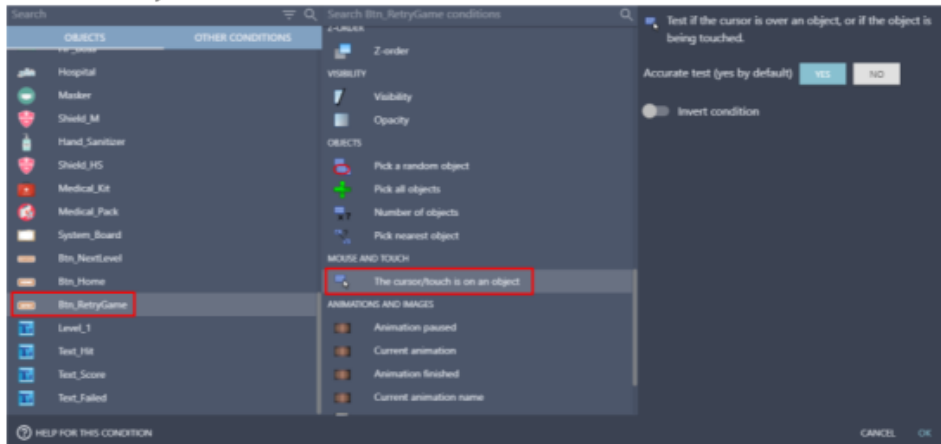 Search
Search Btn_RetryGame conditions
OBJECTS
OTHER CONDITIONS
Hospital
Masker
Shield_M
Hand_Sanitizer
Shield_HS
Medical_Kit
Medical_Pack
System_Board
Btn_NextLevel
Btn_Home
Btn_RetryGame
Level_1
Text_Hit
Text_Score
Text_Failed
Z-ORDER
Z-order
VISIBILITY
Visibility
Opacity
OBJECTS
Pick a random object
Pick all objects
Number of objects
Pick nearest object
MOUSE AND TOUCH
The cursor/touch is on an object
ANIMATIONS AND IMAGES
Animation paused
Current animation
Animation finished
Current animation name
Test if the cursor is over an object, or if the object is
being touched.
Accurate test (yes by default) YES NO
Invert condition
HELP FOR THIS CONDITION
CANCEL OK